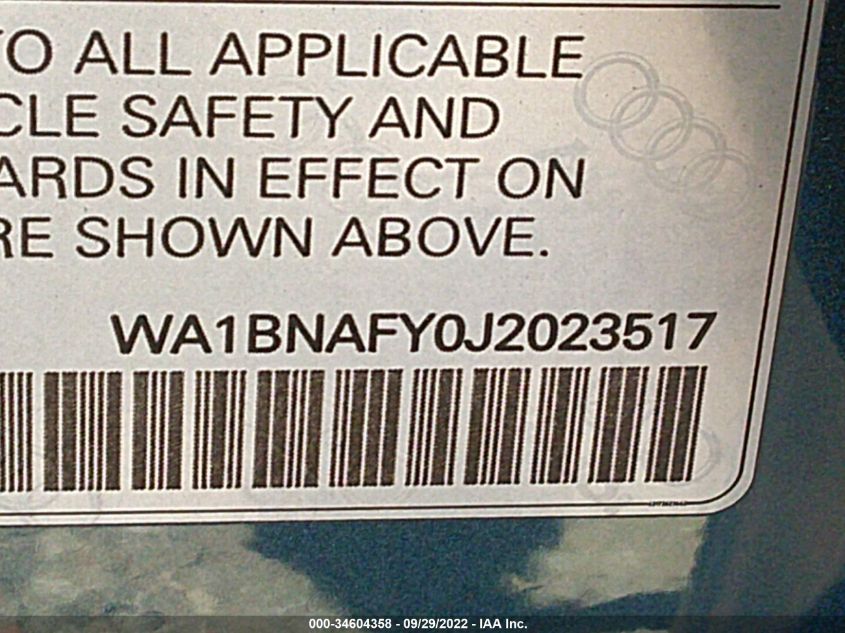 TO ALL APPLICABLE
CLE SAFETY AND
ARDS IN EFFECT ON
RE SHOWN ABOVE.
WA1BNAFY0J2023517
000-34604358 - 09/29/2022 - IAA Inc.